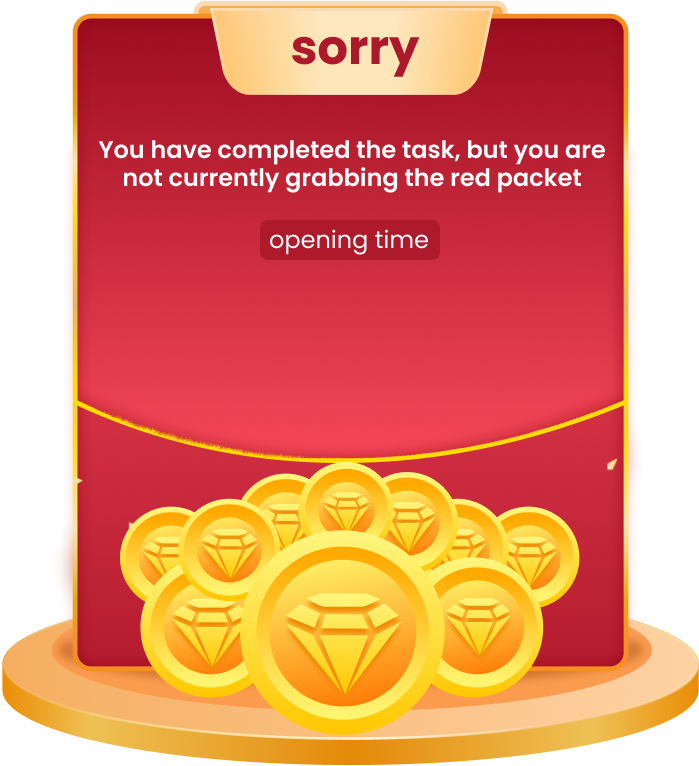 sorry
You have completed the task, but you are
not currently grabbing the red packet
opening time